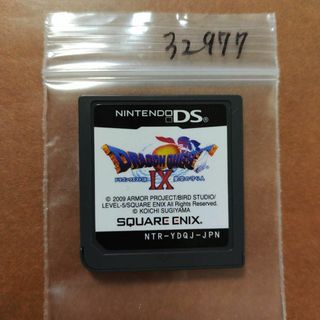 32977
NINTENDO DS
DRAGON QUEST
IX
© 2009 ARMOR PROJECT/BIRD STUDIO/
LEVEL-5/SQUARE ENIX All Rights Reserved.
© KOICHI SUGIYAMA
SQUARE ENIX.
NTR-YDQJ-JPN